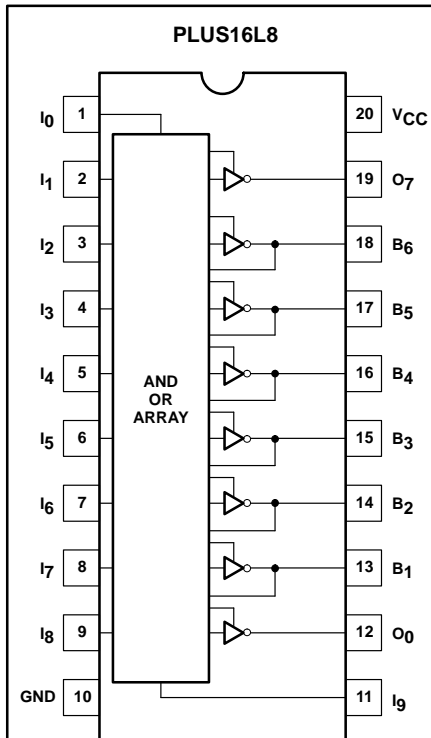 PLUS16L8
I0 1 20 VCC
I1 2 19 O7
I2 3 18 B6
I3 4 17 B5
I4 5 16 B4
AND
OR
ARRAY
I5 6 15 B3
I6 7 14 B2
I7 8 13 B1
I8 9 12 O0
GND 10 11 I9